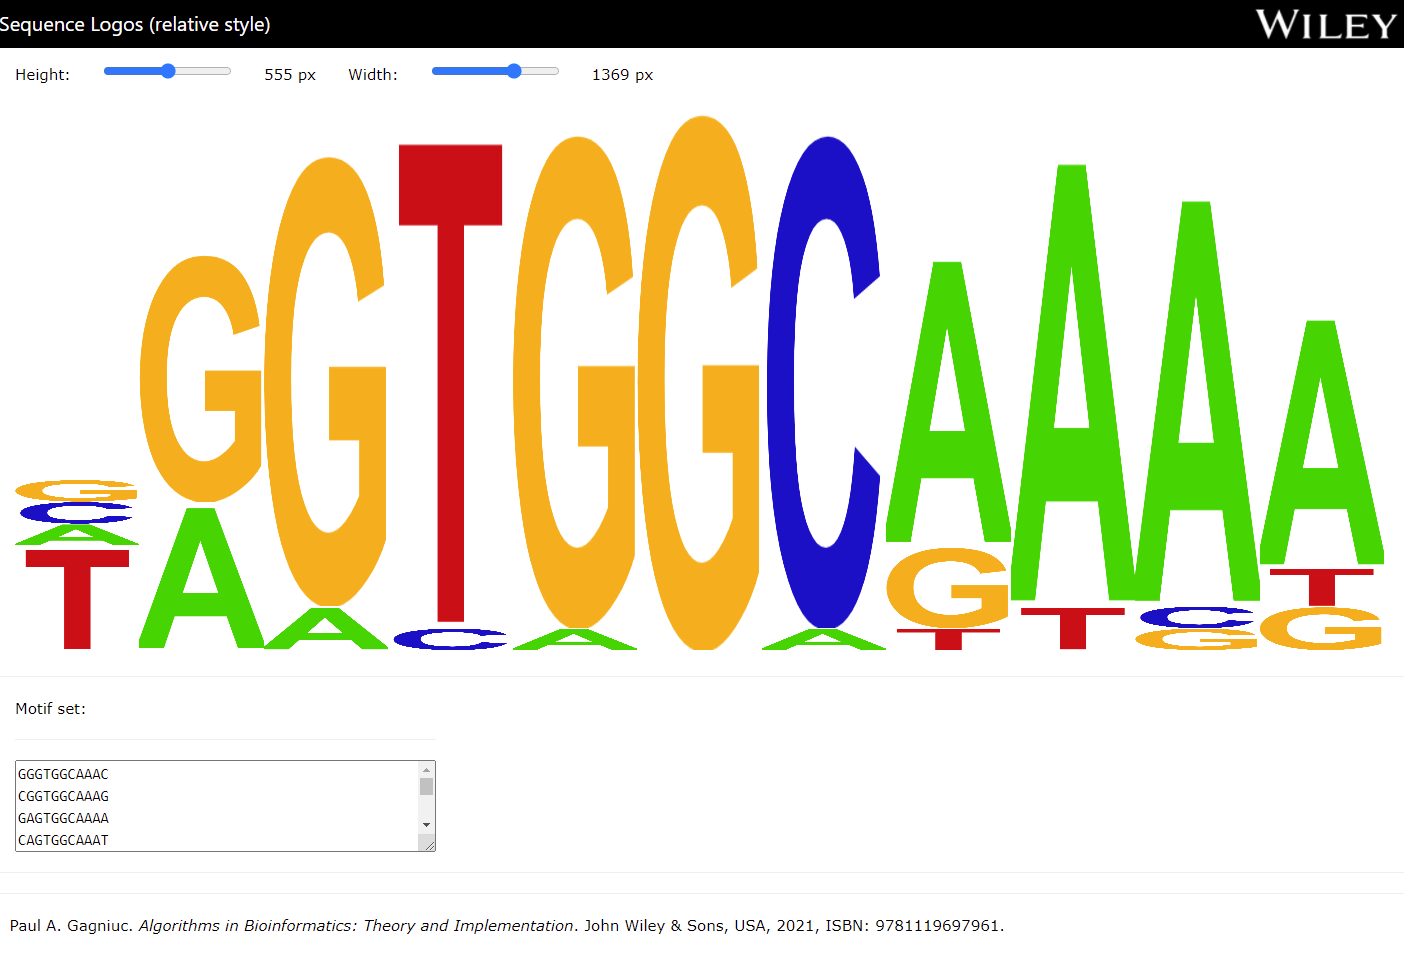 Sequence Logos (relative style)
WILEY
Height: 555 px Width: 1369 px
G G G T G G C A A A A
C A A C A A G T C T
A T G G
T
Motif set:
GGGTGGCAAAC
CGGTGGCAAAG
GAGTGGCAAAA
CAGTGGCAAAT
Paul A. Gagniuc. Algorithms in Bioinformatics: Theory and Implementation. John Wiley & Sons, USA, 2021, ISBN: 9781119697961.